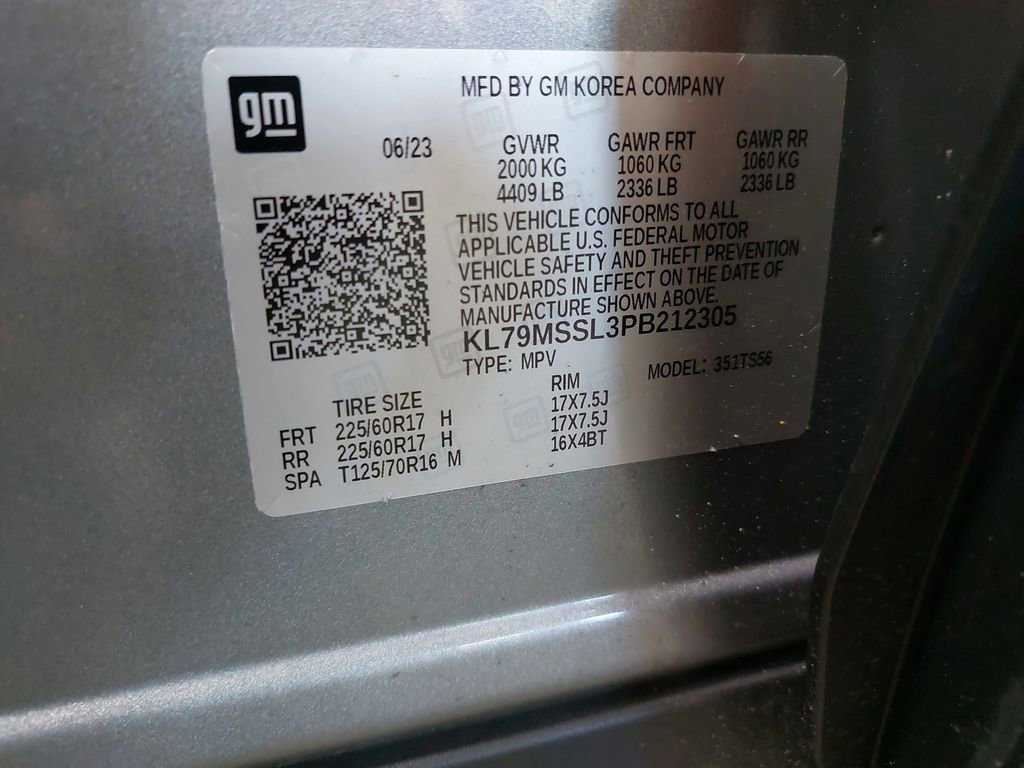 gm
MFD BY GM KOREA COMPANY
06/23
GVWR GAWR FRT GAWR RR
2000 KG 1060 KG 1060 KG
4409 LB 2336 LB 2336 LB
THIS VEHICLE CONFORMS TO ALL
APPLICABLE U.S. FEDERAL MOTOR
VEHICLE SAFETY AND THEFT PREVENTION
STANDARDS IN EFFECT ON THE DATE OF
MANUFACTURE SHOWN ABOVE.
KL79MSSL3PB212305
TYPE: MPV MODEL: 351TS56
TIRE SIZE RIM
FRT 225/60R17 H 17X7.5J
RR 225/60R17 H 17X7.5J
SPA T125/70R16 M 16X4BT